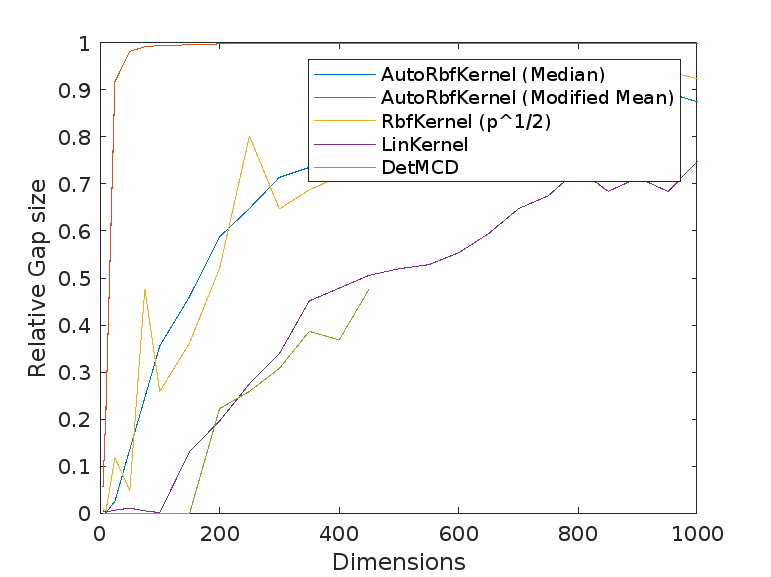 1
0.9
0.8
0.7
0.6
0.5
0.4
0.3
0.2
0.1
0
Relative Gap size
AutoRbfKernel (Median)
AutoRbfKernel (Modified Mean)
RbfKernel (p^1/2)
LinKernel
DetMCD
0 200 400 600 800 1000
Dimensions